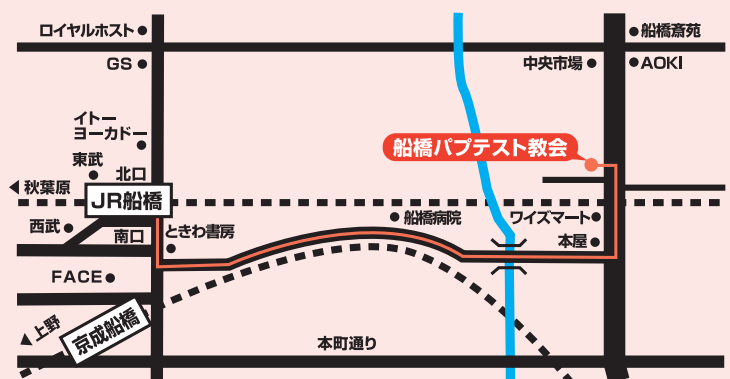 ロイヤルホスト
船橋斎苑
GS
中央市場
AOKI
イトー
ヨーカドー
船橋パプテスト教会
東武
北口
秋葉原
JR船橋
西武
南口
ときわ書房
船橋病院
ワイズマート
本屋
FACE
上野
京成船橋
本町通り